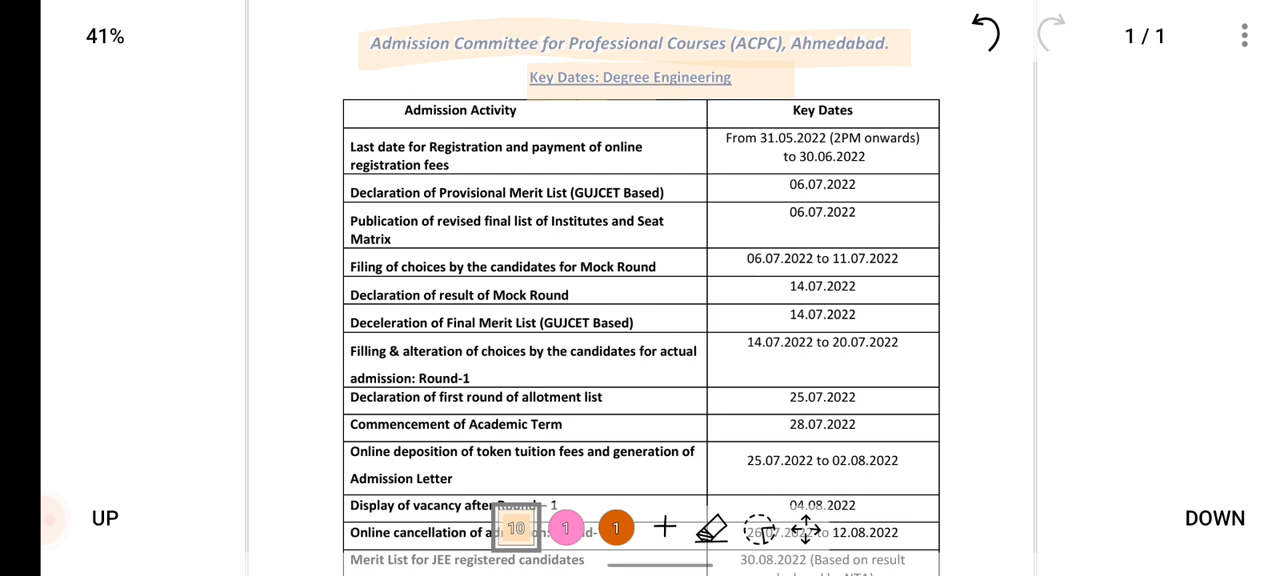 41%
1 / 1
Admission Committee for Professional Courses (ACPC), Ahmedabad.
Key Dates: Degree Engineering
Admission Activity Key Dates
Last date for Registration and payment of online
registration fees
From 31.05.2022 (2PM onwards)
to 30.06.2022
Declaration of Provisional Merit List (GUJCET Based) 06.07.2022
Publication of revised final list of Institutes and Seat
Matrix
06.07.2022
Filing of choices by the candidates for Mock Round 06.07.2022 to 11.07.2022
Declaration of result of Mock Round 14.07.2022
Deceleration of Final Merit List (GUJCET Based) 14.07.2022
Filling & alteration of choices by the candidates for actual
admission: Round-1
14.07.2022 to 20.07.2022
Declaration of first round of allotment list 25.07.2022
Commencement of Academic Term 28.07.2022
Online deposition of token tuition fees and generation of
Admission Letter
25.07.2022 to 02.08.2022
Display of vacancy after Round – 1 04.08.2022
Online cancellation of 26.07.2022 to 12.08.2022
Merit List for JEE registered candidates 30.08.2022 (Based on result
UP
10 1 1
DOWN